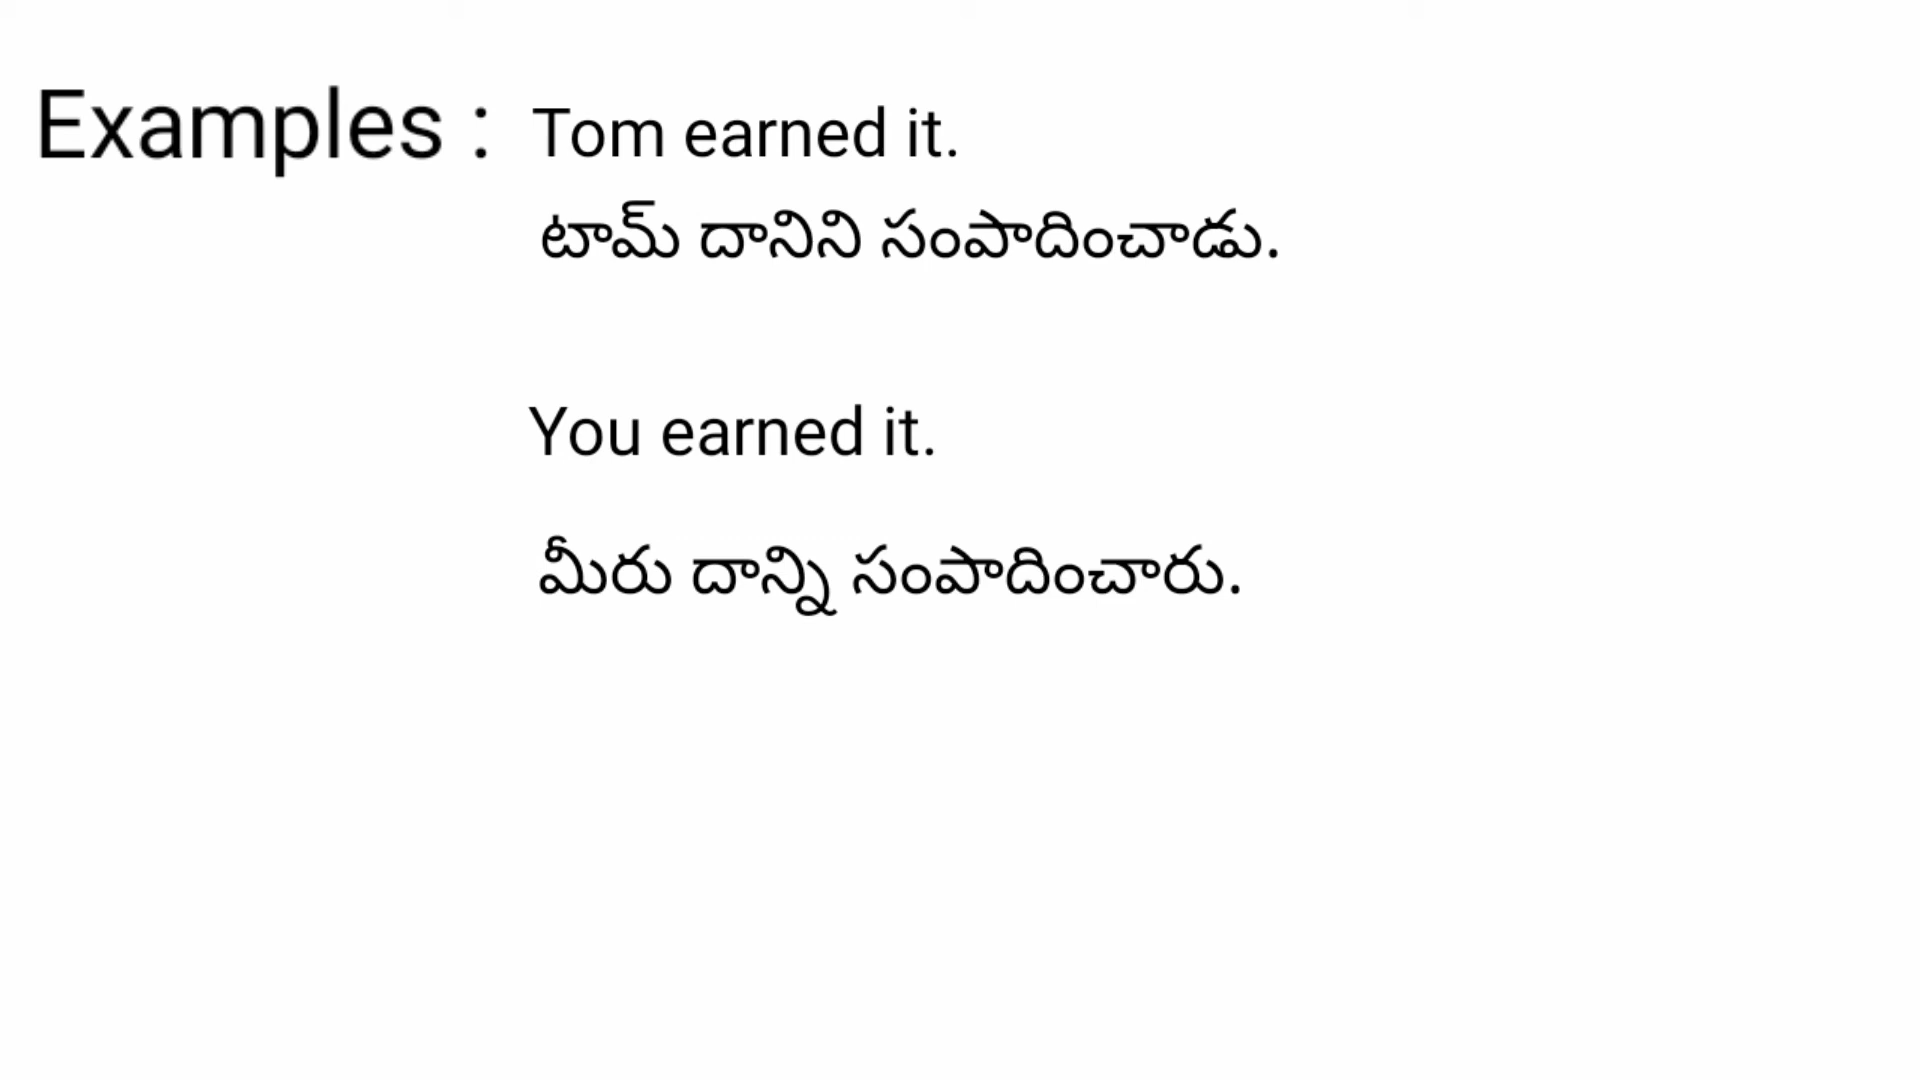 Examples : Tom earned it.
టామ్ దానిని సంపాదించాడు.
You earned it.
మీరు దాన్ని సంపాదించారు.